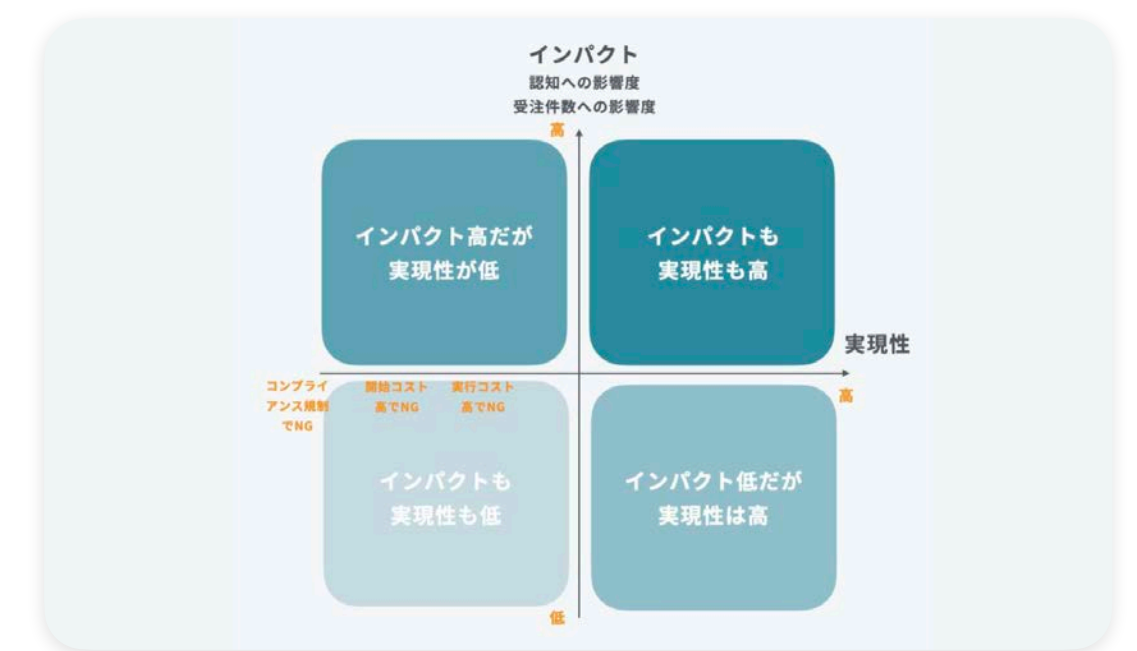 インパクト
認知への影響度
受注件数への影響度
高
インパクト高だが
実現性が低
インパクトも
実現性も高
実現性
高
コンプライ
アンス規制
でNG
開始コスト
高でNG
実行コスト
高でNG
インパクトも
実現性も低
インパクト低だが
実現性は高
低